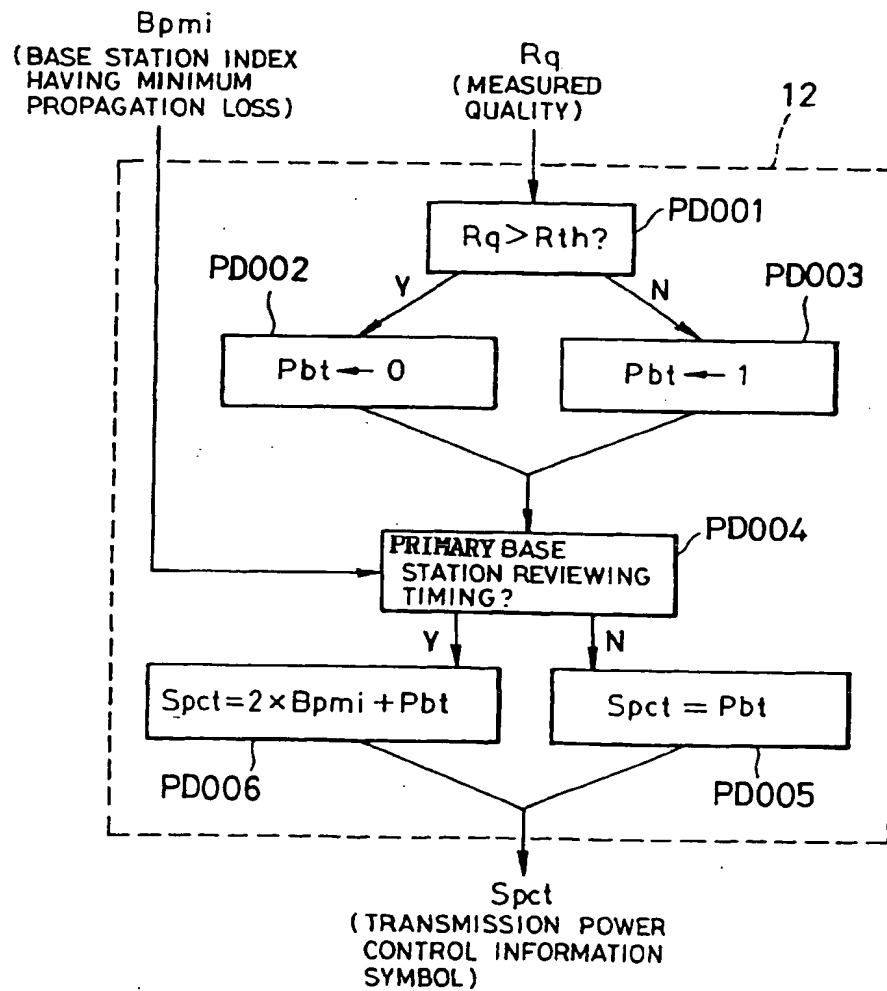 Bpmi
(BASE STATION INDEX
HAVING MINIMUM
PROPAGATION LOSS)
Rq
(MEASURED
QUALITY)
12
PD001
Rq>Rth?
PD002
Y
N
PD003
Pbt ← 0
Pbt ← 1
PD004
PRIMARY BASE
STATION REVIEWING
TIMING?
Y
N
Spct=2×Bpmi+Pbt
Spct = Pbt
PD006
PD005
Spct
(TRANSMISSION POWER
CONTROL INFORMATION
SYMBOL)